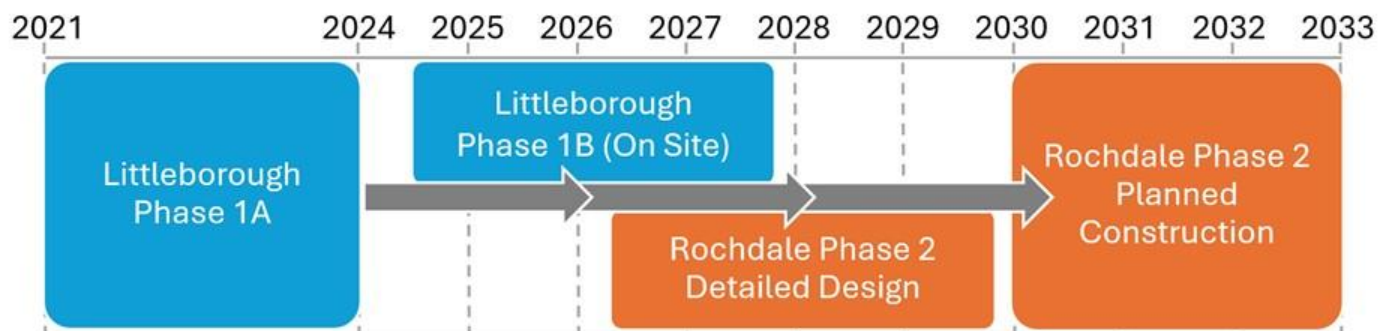 2021 2024 2025 2026 2027 2028 2029 2030 2031 2032 2033
Littleborough
Phase 1A
Littleborough
Phase 1B (On Site)
Rochdale Phase 2
Detailed Design
Rochdale Phase 2
Planned
Construction